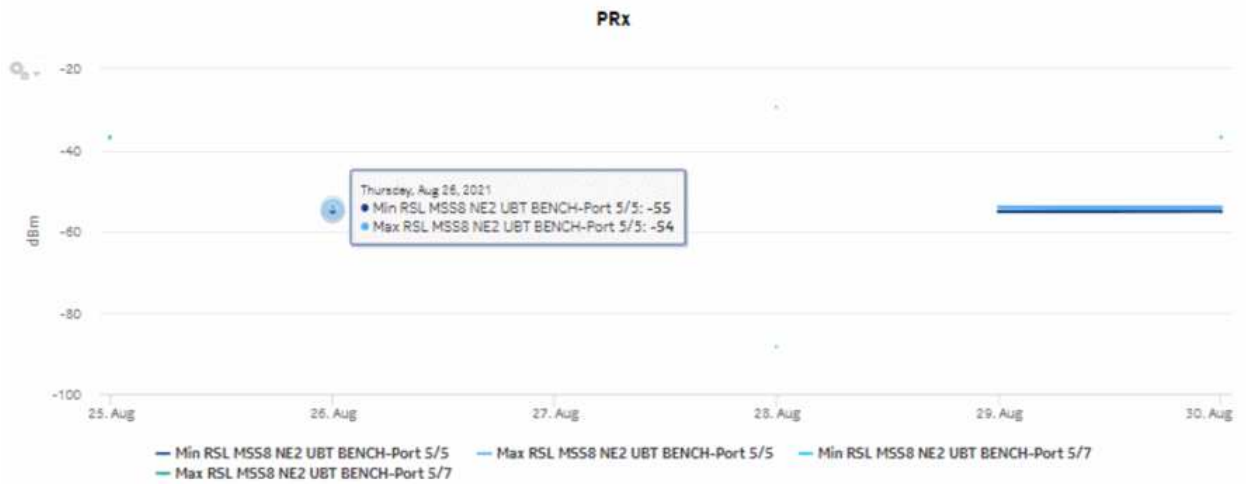 PRx
-20
-40
Thursday, Aug 26, 2021
● Min RSL MSS8 NE2 UBT BENCH-Port 5/5: -55
● Max RSL MSS8 NE2 UBT BENCH-Port 5/5: -54
-60
dBm
-80
-100
25. Aug 26. Aug 27. Aug 28. Aug 29. Aug 30. Aug
Min RSL MSS8 NE2 UBT BENCH-Port 5/5 Max RSL MSS8 NE2 UBT BENCH-Port 5/5 Min RSL MSS8 NE2 UBT BENCH-Port 5/7
Max RSL MSS8 NE2 UBT BENCH-Port 5/7